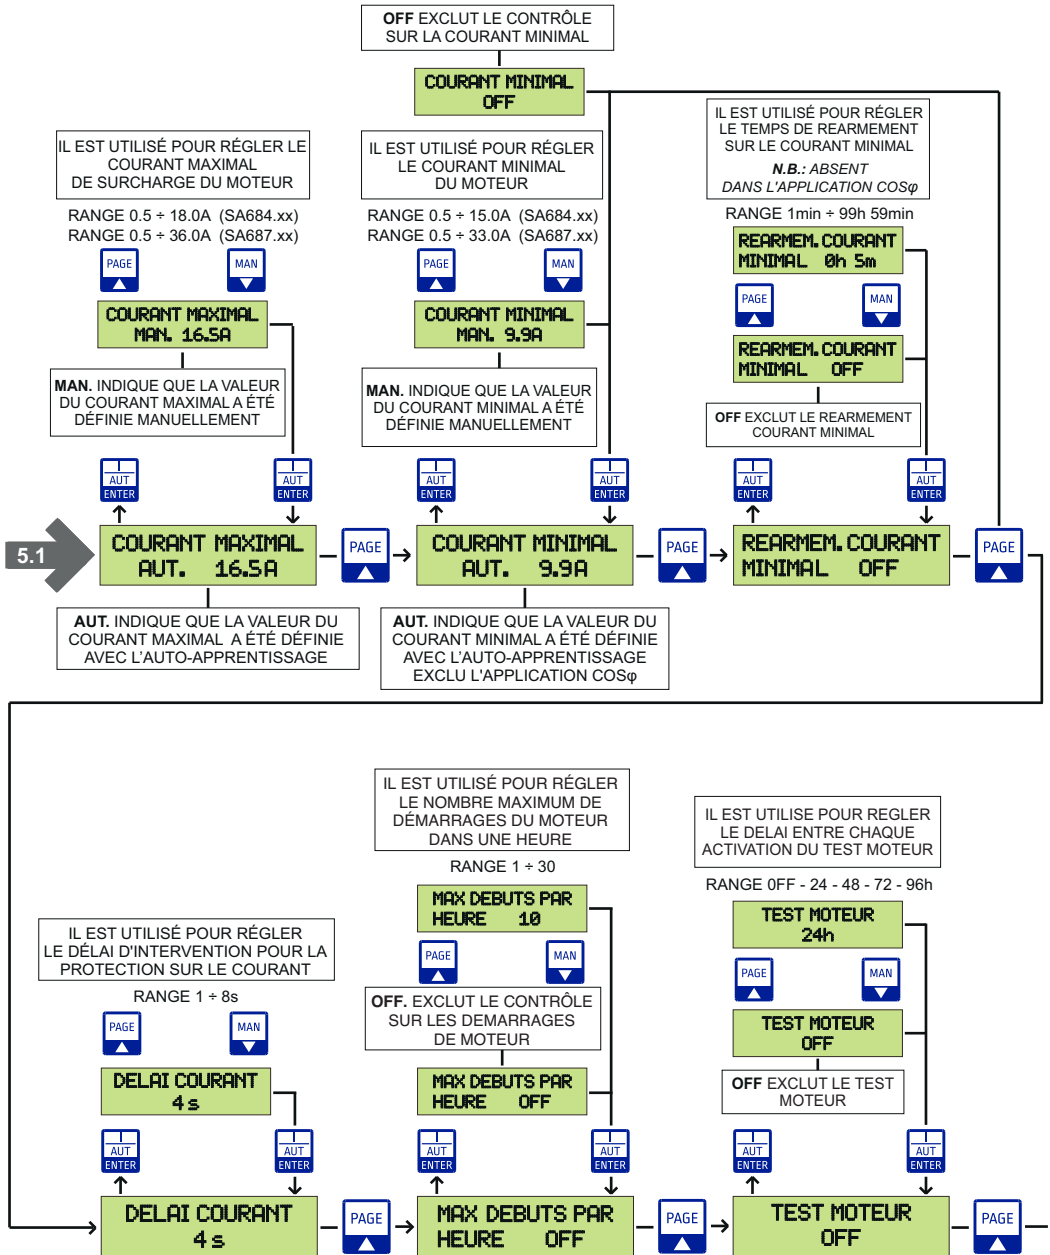 OFF EXCLUT LE CONTRÔLE
SUR LA COURANT MINIMAL
COURANT MINIMAL
OFF
IL EST UTILISÉ POUR RÉGLER LE
COURANT MAXIMAL
DE SURCHARGE DU MOTEUR
RANGE 0.5 ÷ 18.0A (SA684.xx)
RANGE 0.5 ÷ 36.0A (SA687.xx)
PAGE
MAN
COURANT MAXIMAL
MAN. 16.5A
MAN. INDIQUE QUE LA VALEUR
DU COURANT MAXIMAL A ÉTÉ
DÉFINIE MANUELLEMENT
AUT
ENTER
AUT
ENTER
IL EST UTILISÉ POUR RÉGLER
LE COURANT MINIMAL
DU MOTEUR
RANGE 0.5 ÷ 15.0A (SA684.xx)
RANGE 0.5 ÷ 33.0A (SA687.xx)
PAGE
MAN
COURANT MINIMAL
MAN. 9.9A
MAN. INDIQUE QUE LA VALEUR
DU COURANT MINIMAL A ÉTÉ
DÉFINIE MANUELLEMENT
AUT
ENTER
AUT
ENTER
IL EST UTILISÉ POUR RÉGLER
LE TEMPS DE REARMEMENT
SUR LE COURANT MINIMAL
N.B.: ABSENT
DANS L'APPLICATION COSφ
RANGE 1min ÷ 99h 59min
REARMEM. COURANT
MINIMAL 0h 5m
PAGE
MAN
REARMEM. COURANT
MINIMAL OFF
OFF EXCLUT LE REARMEMENT
COURANT MINIMAL
AUT
ENTER
AUT
ENTER
5.1
COURANT MAXIMAL
AUT. 16.5A
PAGE
COURANT MINIMAL
AUT. 9.9A
PAGE
REARMEM. COURANT
MINIMAL OFF
PAGE
AUT. INDIQUE QUE LA VALEUR DU
COURANT MAXIMAL A ÉTÉ DÉFINIE
AVEC L'AUTO-APPRENTISSAGE
AUT. INDIQUE QUE LA VALEUR DU
COURANT MINIMAL A ÉTÉ DÉFINIE
AVEC L'AUTO-APPRENTISSAGE
EXCLU L'APPLICATION COSφ
IL EST UTILISÉ POUR RÉGLER
LE DÉLAI D'INTERVENTION POUR LA
PROTECTION SUR LE COURANT
RANGE 1 ÷ 8s
PAGE
MAN
DELAI COURANT
4 s
AUT
ENTER
AUT
ENTER
IL EST UTILISÉ POUR RÉGLER
LE NOMBRE MAXIMUM DE
DÉMARRAGES DU MOTEUR
DANS UNE HEURE
RANGE 1 ÷ 30
MAX DEBUTS PAR
HEURE 10
PAGE
MAN
OFF. EXCLUT LE CONTRÔLE
SUR LES DEMARRAGES
DE MOTEUR
MAX DEBUTS PAR
HEURE OFF
AUT
ENTER
AUT
ENTER
IL EST UTILISE POUR REGLER
LE DELAI ENTRE CHAQUE
ACTIVATION DU TEST MOTEUR
RANGE 0FF - 24 - 48 - 72 - 96h
TEST MOTEUR
24h
PAGE
MAN
TEST MOTEUR
OFF
OFF EXCLUT LE TEST
MOTEUR
AUT
ENTER
AUT
ENTER
DELAI COURANT
4 s
PAGE
MAX DEBUTS PAR
HEURE OFF
PAGE
TEST MOTEUR
OFF
PAGE